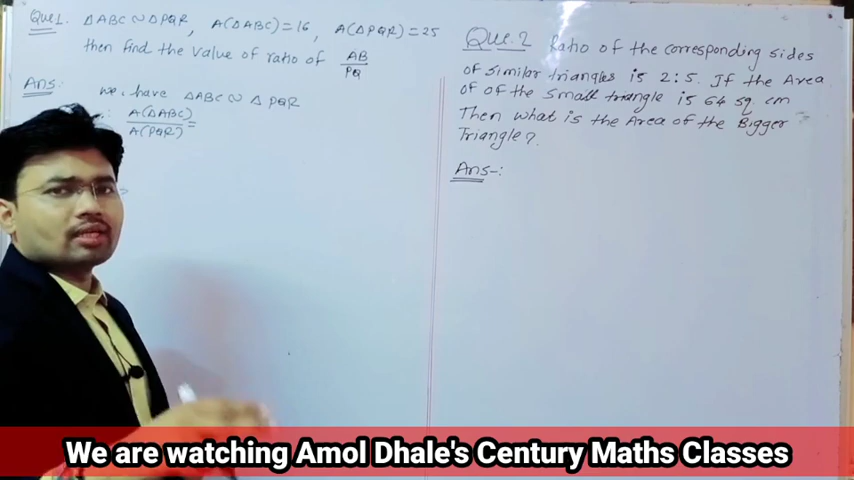 Que 1. ΔABC ~ ΔPQR, A(ΔABC)=16, A(ΔPQR)=25
then find the value of ratio of AB/PQ
Ans:
we have ΔABC ~ ΔPQR
A(ΔABC)/A(PQR) =
Que. 2 Ratio of the corresponding sides
of similar triangles is 2:5. If the Area
of of the small triangle is 64 sq cm
Then what is the Area of the Bigger
Triangle?
Ans-:
We are watching Amol Dhale's Century Maths Classes